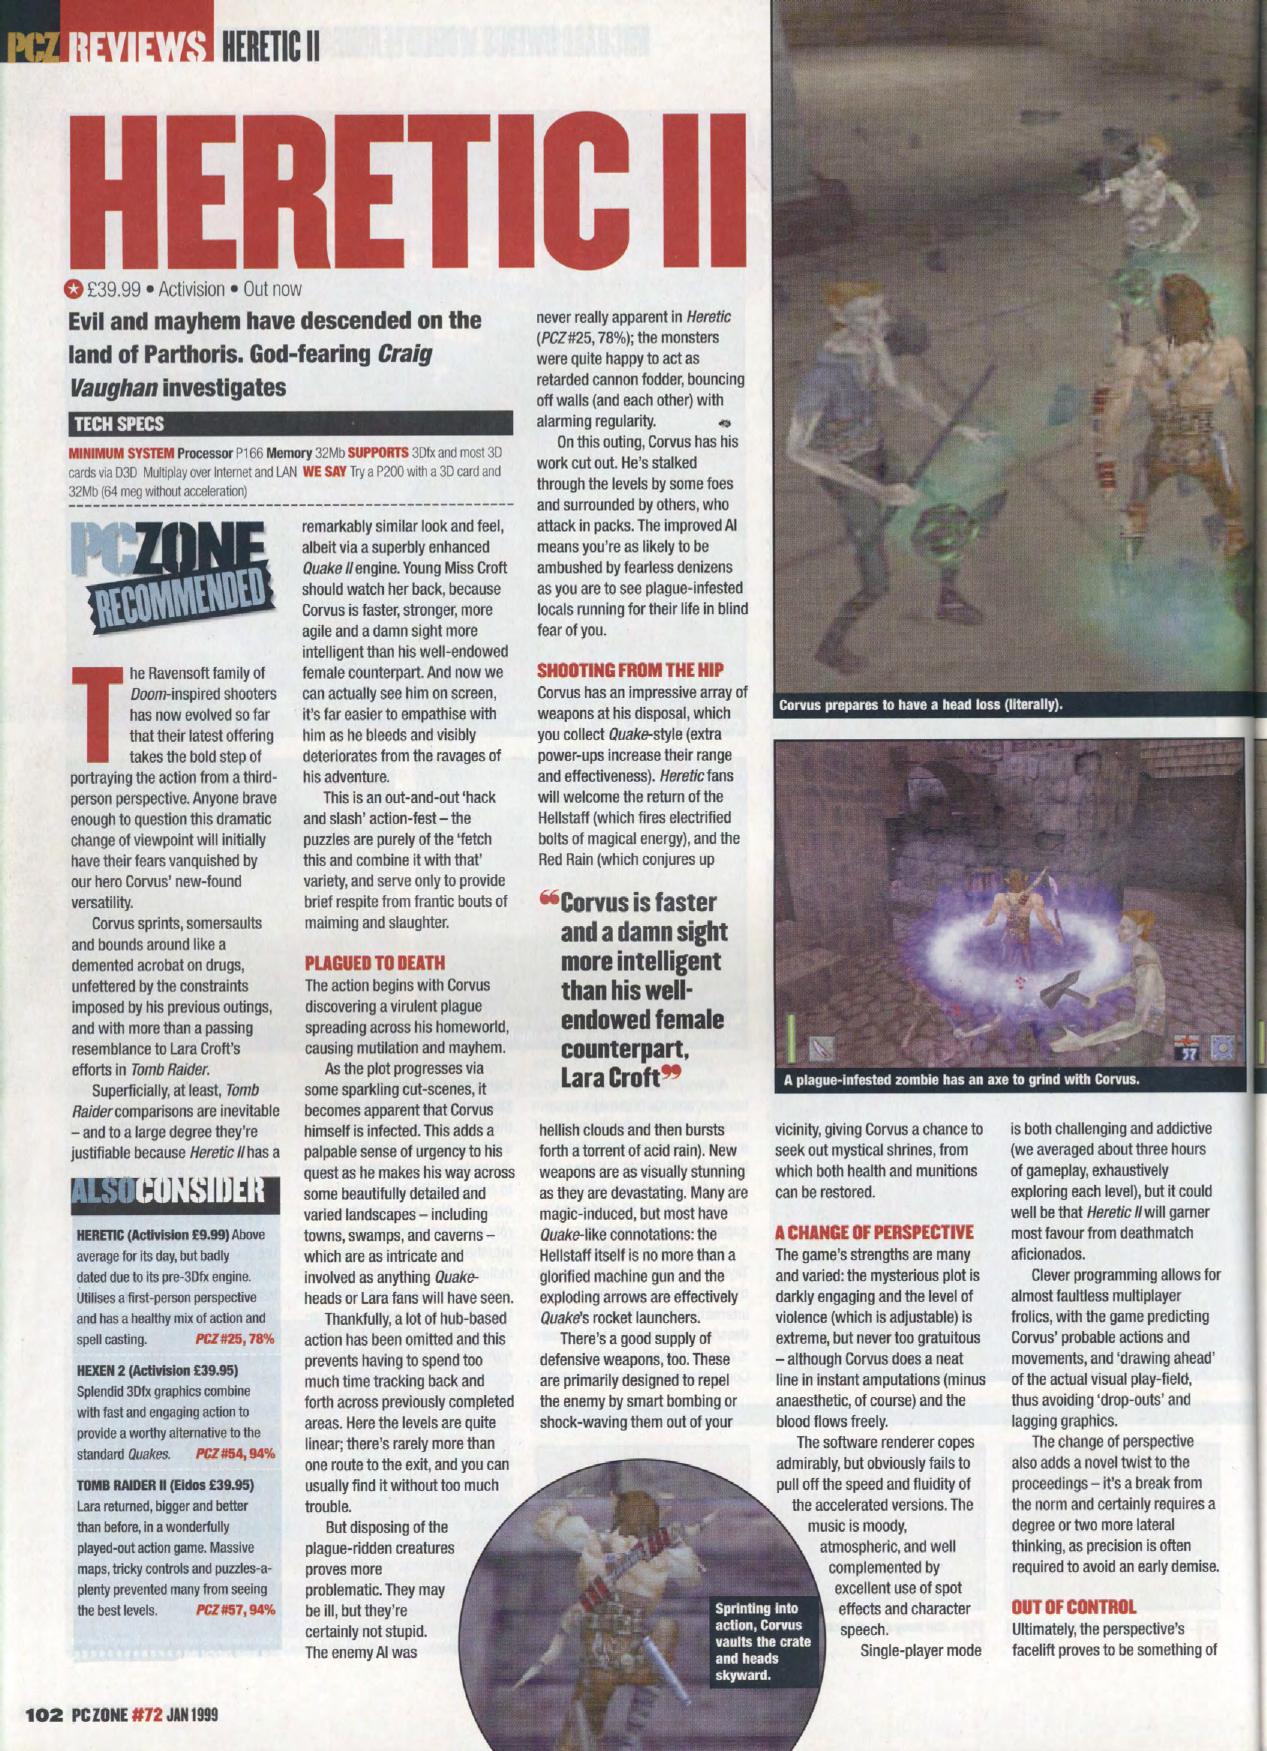 PCZ REVIEWS HERETIC II
HERETIC II
£39.99 • Activision • Out now
Evil and mayhem have descended on the
land of Parthoris. God-fearing Craig
Vaughan investigates
TECH SPECS
MINIMUM SYSTEM Processor P166 Memory 32Mb SUPPORTS 3Dfx and most 3D
cards via D3D Multiplay over Internet and LAN WE SAY Try a P200 with a 3D card and
32Mb (64 meg without acceleration)
PCZONE
RECOMMENDED
The Ravensoft family of
Doom-inspired shooters
has now evolved so far
that their latest offering
takes the bold step of
portraying the action from a third-
person perspective. Anyone brave
enough to question this dramatic
change of viewpoint will initially
have their fears vanquished by
our hero Corvus' new-found
versatility.
Corvus sprints, somersaults
and bounds around like a
demented acrobat on drugs,
unfettered by the constraints
imposed by his previous outings,
and with more than a passing
resemblance to Lara Croft's
efforts in Tomb Raider.
Superficially, at least, Tomb
Raider comparisons are inevitable
– and to a large degree they're
justifiable because Heretic II has a
ALSO CONSIDER
HERETIC (Activision £9.99) Above
average for its day, but badly
dated due to its pre-3Dfx engine.
Utilises a first-person perspective
and has a healthy mix of action and
spell casting. PCZ #25, 78%
HEXEN 2 (Activision £39.95)
Splendid 3Dfx graphics combine
with fast and engaging action to
provide a worthy alternative to the
standard Quakes. PCZ #54, 94%
TOMB RAIDER II (Eidos £39.95)
Lara returned, bigger and better
than before, in a wonderfully
played-out action game. Massive
maps, tricky controls and puzzles-a-
plenty prevented many from seeing
the best levels. PCZ #57, 94%
remarkably similar look and feel,
albeit via a superbly enhanced
Quake II engine. Young Miss Croft
should watch her back, because
Corvus is faster, stronger, more
agile and a damn sight more
intelligent than his well-endowed
female counterpart. And now we
can actually see him on screen,
it's far easier to empathise with
him as he bleeds and visibly
deteriorates from the ravages of
his adventure.
This is an out-and-out 'hack
and slash' action-fest – the
puzzles are purely of the 'fetch
this and combine it with that'
variety, and serve only to provide
brief respite from frantic bouts of
maiming and slaughter.
PLAGUED TO DEATH
The action begins with Corvus
discovering a virulent plague
spreading across his homeworld,
causing mutilation and mayhem.
As the plot progresses via
some sparkling cut-scenes, it
becomes apparent that Corvus
himself is infected. This adds a
palpable sense of urgency to his
quest as he makes his way across
some beautifully detailed and
varied landscapes – including
towns, swamps, and caverns –
which are as intricate and
involved as anything Quake-
heads or Lara fans will have seen.
Thankfully, a lot of hub-based
action has been omitted and this
prevents having to spend too
much time tracking back and
forth across previously completed
areas. Here the levels are quite
linear; there's rarely more than
one route to the exit, and you can
usually find it without too much
trouble.
But disposing of the
plague-ridden creatures
proves more
problematic. They may
be ill, but they're
certainly not stupid.
The enemy AI was
never really apparent in Heretic
(PCZ #25, 78%); the monsters
were quite happy to act as
retarded cannon fodder, bouncing
off walls (and each other) with
alarming regularity.
On this outing, Corvus has his
work cut out. He's stalked
through the levels by some foes
and surrounded by others, who
attack in packs. The improved AI
means you're as likely to be
ambushed by fearless denizens
as you are to see plague-infested
locals running for their life in blind
fear of you.
SHOOTING FROM THE HIP
Corvus has an impressive array of
weapons at his disposal, which
you collect Quake-style (extra
power-ups increase their range
and effectiveness). Heretic fans
will welcome the return of the
Hellstaff (which fires electrified
bolts of magical energy), and the
Red Rain (which conjures up
“Corvus is faster
and a damn sight
more intelligent
than his well-
endowed female
counterpart,
Lara Croft”
hellish clouds and then bursts
forth a torrent of acid rain). New
weapons are as visually stunning
as they are devastating. Many are
magic-induced, but most have
Quake-like connotations: the
Hellstaff itself is no more than a
glorified machine gun and the
exploding arrows are effectively
Quake's rocket launchers.
There's a good supply of
defensive weapons, too. These
are primarily designed to repel
the enemy by smart bombing or
shock-waving them out of your
Sprinting into
action, Corvus
vaults the crate
and heads
skyward.
Corvus prepares to have a head loss (literally).
57
A plague-infested zombie has an axe to grind with Corvus.
vicinity, giving Corvus a chance to
seek out mystical shrines, from
which both health and munitions
can be restored.
A CHANGE OF PERSPECTIVE
The game's strengths are many
and varied: the mysterious plot is
darkly engaging and the level of
violence (which is adjustable) is
extreme, but never too gratuitous
– although Corvus does a neat
line in instant amputations (minus
anaesthetic, of course) and the
blood flows freely.
The software renderer copes
admirably, but obviously fails to
pull off the speed and fluidity of
the accelerated versions. The
music is moody,
atmospheric, and well
complemented by
excellent use of spot
effects and character
speech.
Single-player mode
is both challenging and addictive
(we averaged about three hours
of gameplay, exhaustively
exploring each level), but it could
well be that Heretic II will garner
most favour from deathmatch
aficionados.
Clever programming allows for
almost faultless multiplayer
frolics, with the game predicting
Corvus' probable actions and
movements, and 'drawing ahead'
of the actual visual play-field,
thus avoiding 'drop-outs' and
lagging graphics.
The change of perspective
also adds a novel twist to the
proceedings – it's a break from
the norm and certainly requires a
degree or two more lateral
thinking, as precision is often
required to avoid an early demise.
OUT OF CONTROL
Ultimately, the perspective's
facelift proves to be something of
102 PC ZONE #72 JAN 1999